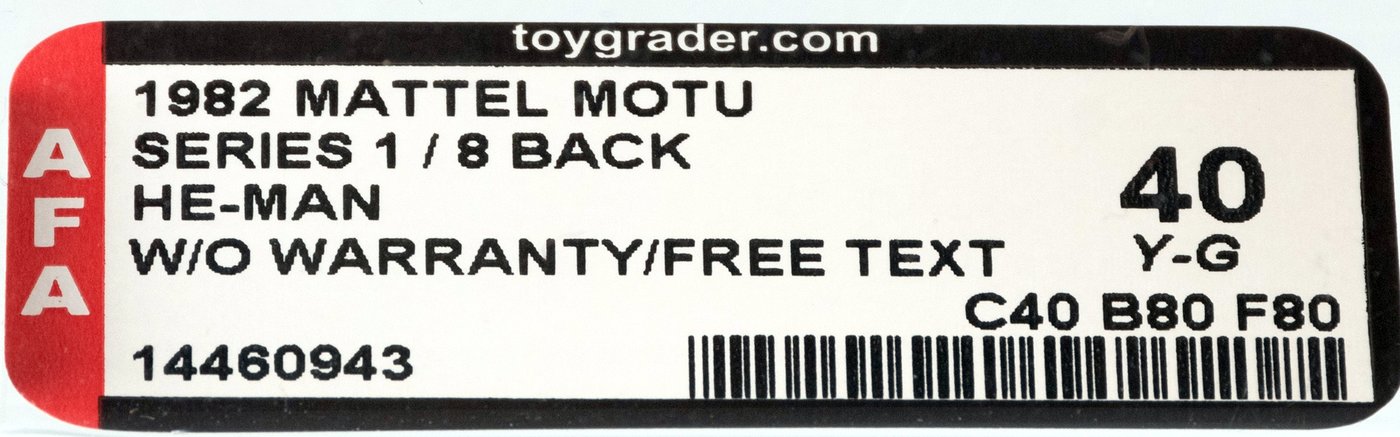 toygrader.com
AFA
1982 MATTEL MOTU
SERIES 1 / 8 BACK
HE-MAN
W/O WARRANTY/FREE TEXT
40
Y-G
C40 B80 F80
14460943